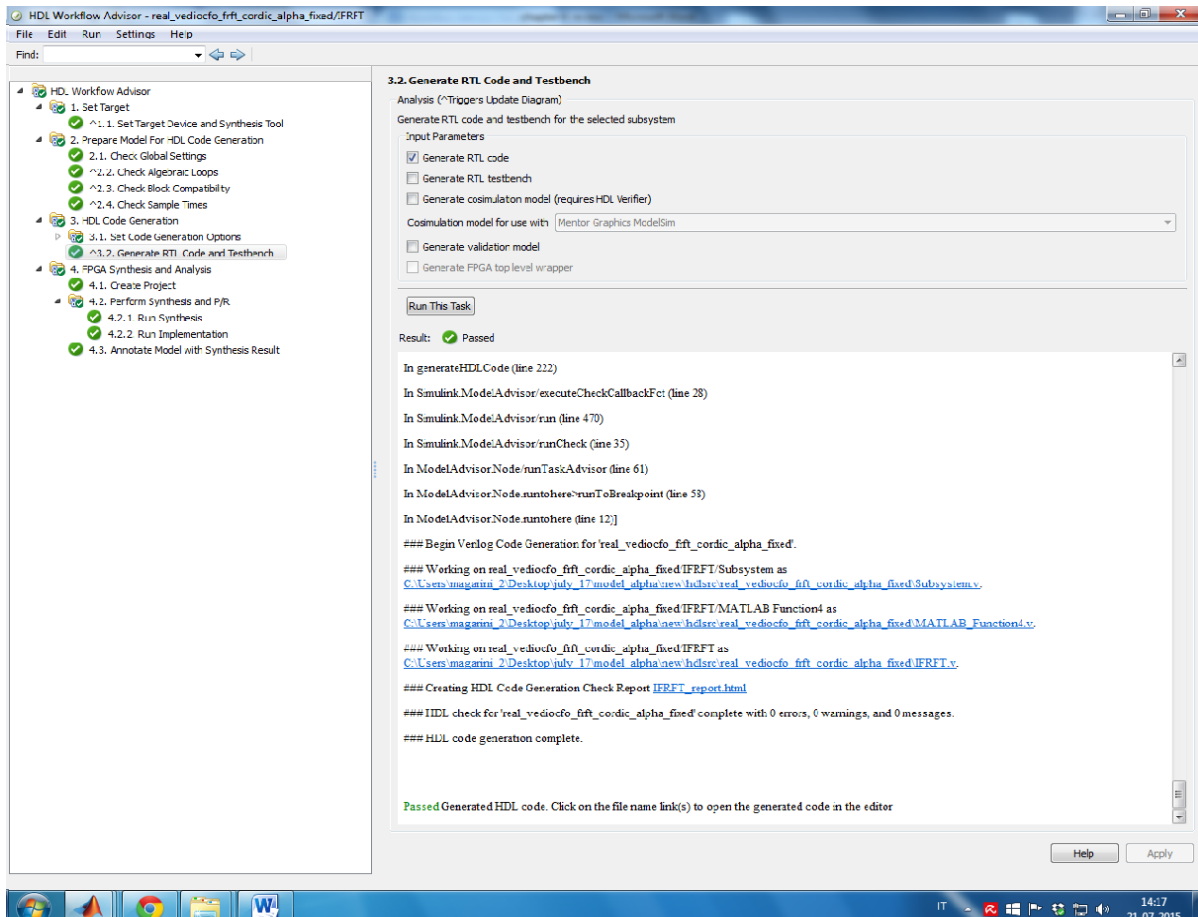 HDL Workflow Advisor - real_vediocfo_frft_cordic_alpha_fixed/IFRFT
File Edit Run Settings Help
Find:
HDL Workflow Advisor
1. Set Target
^1.1. Set Target Device and Synthesis Tool
2. Prepare Model For HDL Code Generation
2.1. Check Global Settings
^2.2. Check Algebraic Loops
^2.3. Check Block Compatibility
^2.4. Check Sample Times
3. HDL Code Generation
3.1. Set Code Generation Options
^3.2. Generate RTL Code and Testbench
4. FPGA Synthesis and Analysis
4.1. Create Project
4.2. Perform Synthesis and P/R
4.2.1. Run Synthesis
4.2.2. Run Implementation
4.3. Annotate Model with Synthesis Result
3.2. Generate RTL Code and Testbench
Analysis (^Triggers Update Diagram)
Generate RTL code and testbench for the selected subsystem
Input Parameters
Generate RTL code
Generate RTL testbench
Generate cosimulation model (requires HDL Verifier)
Cosimulation model for use with Mentor Graphics ModelSim
Generate validation model
Generate FPGA top level wrapper
Run This Task
Result: Passed
In generateHDLCode (line 222)
In Simulink.ModelAdvisor/executeCheckCallbackFct (line 28)
In Simulink.ModelAdvisor/run (line 470)
In Simulink.ModelAdvisor/runCheck (line 35)
In ModelAdvisor.Node/runTaskAdvisor (line 61)
In ModelAdvisor.Node.runtohere>runToBreakpoint (line 58)
In ModelAdvisor.Node.runtohere (line 12)]
### Begin Verilog Code Generation for 'real_vediocfo_frft_cordic_alpha_fixed'.
### Working on real_vediocfo_frft_cordic_alpha_fixed/IFRFT/Subsystem as
C:\Users\magarini_2\Desktop\july_17\model_alpha\new\hdlsrc\real_vediocfo_frft_cordic_alpha_fixed\Subsystem.v.
### Working on real_vediocfo_frft_cordic_alpha_fixed/IFRFT/MATLAB Function4 as
C:\Users\magarini_2\Desktop\july_17\model_alpha\new\hdlsrc\real_vediocfo_frft_cordic_alpha_fixed\MATLAB_Function4.v.
### Working on real_vediocfo_frft_cordic_alpha_fixed/IFRFT as
C:\Users\magarini_2\Desktop\july_17\model_alpha\new\hdlsrc\real_vediocfo_frft_cordic_alpha_fixed\IFRFT.v.
### Creating HDL Code Generation Check Report IFRFT_report.html
### HDL check for 'real_vediocfo_frft_cordic_alpha_fixed' complete with 0 errors, 0 warnings, and 0 messages.
### HDL code generation complete.
Passed Generated HDL code. Click on the file name link(s) to open the generated code in the editor
Help Apply
IT
14:17
21.07.2015